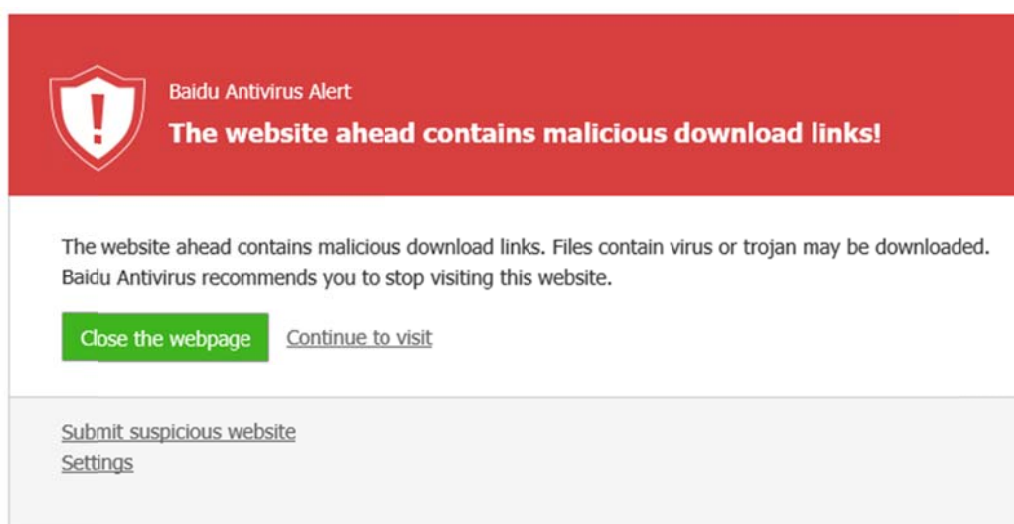 Baidu Antivirus Alert
The website ahead contains malicious download links!
The website ahead contains malicious download links. Files contain virus or trojan may be downloaded.
Baidu Antivirus recommends you to stop visiting this website.
Close the webpage Continue to visit
Submit suspicious website
Settings